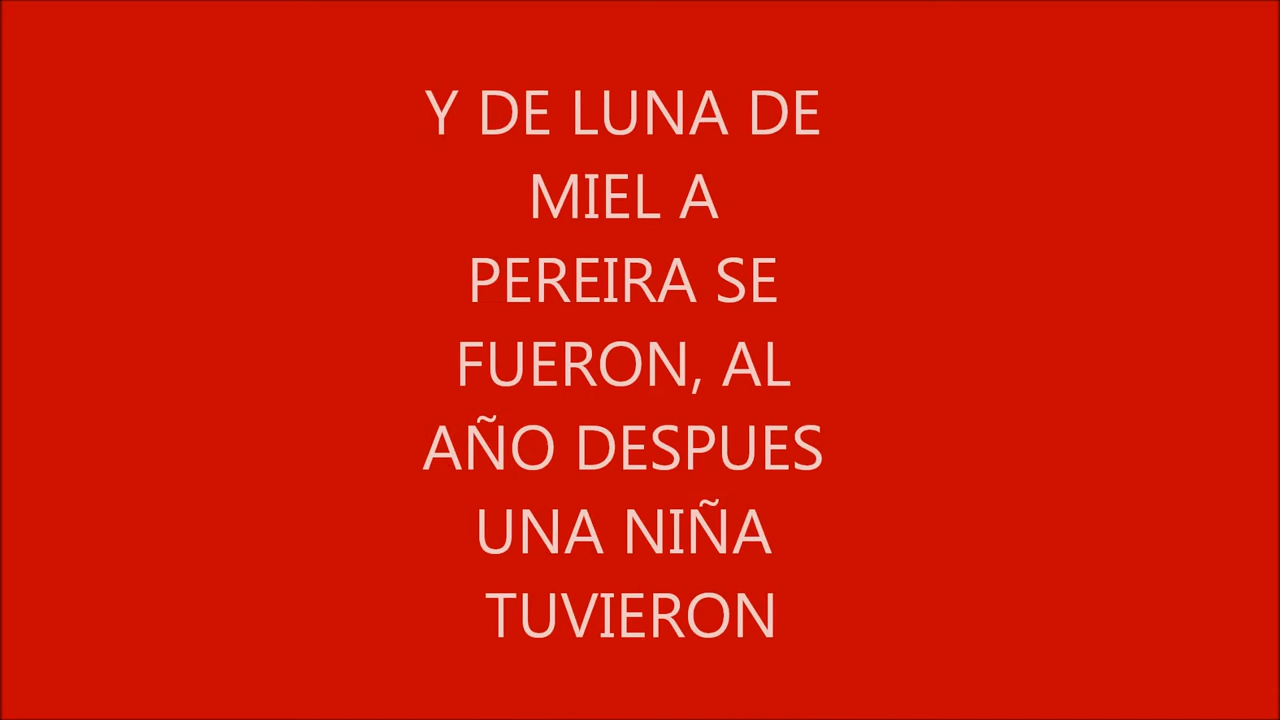 Y DE LUNA DE
MIEL A
PEREIRA SE
FUERON, AL
AÑO DESPUES
UNA NIÑA
TUVIERON